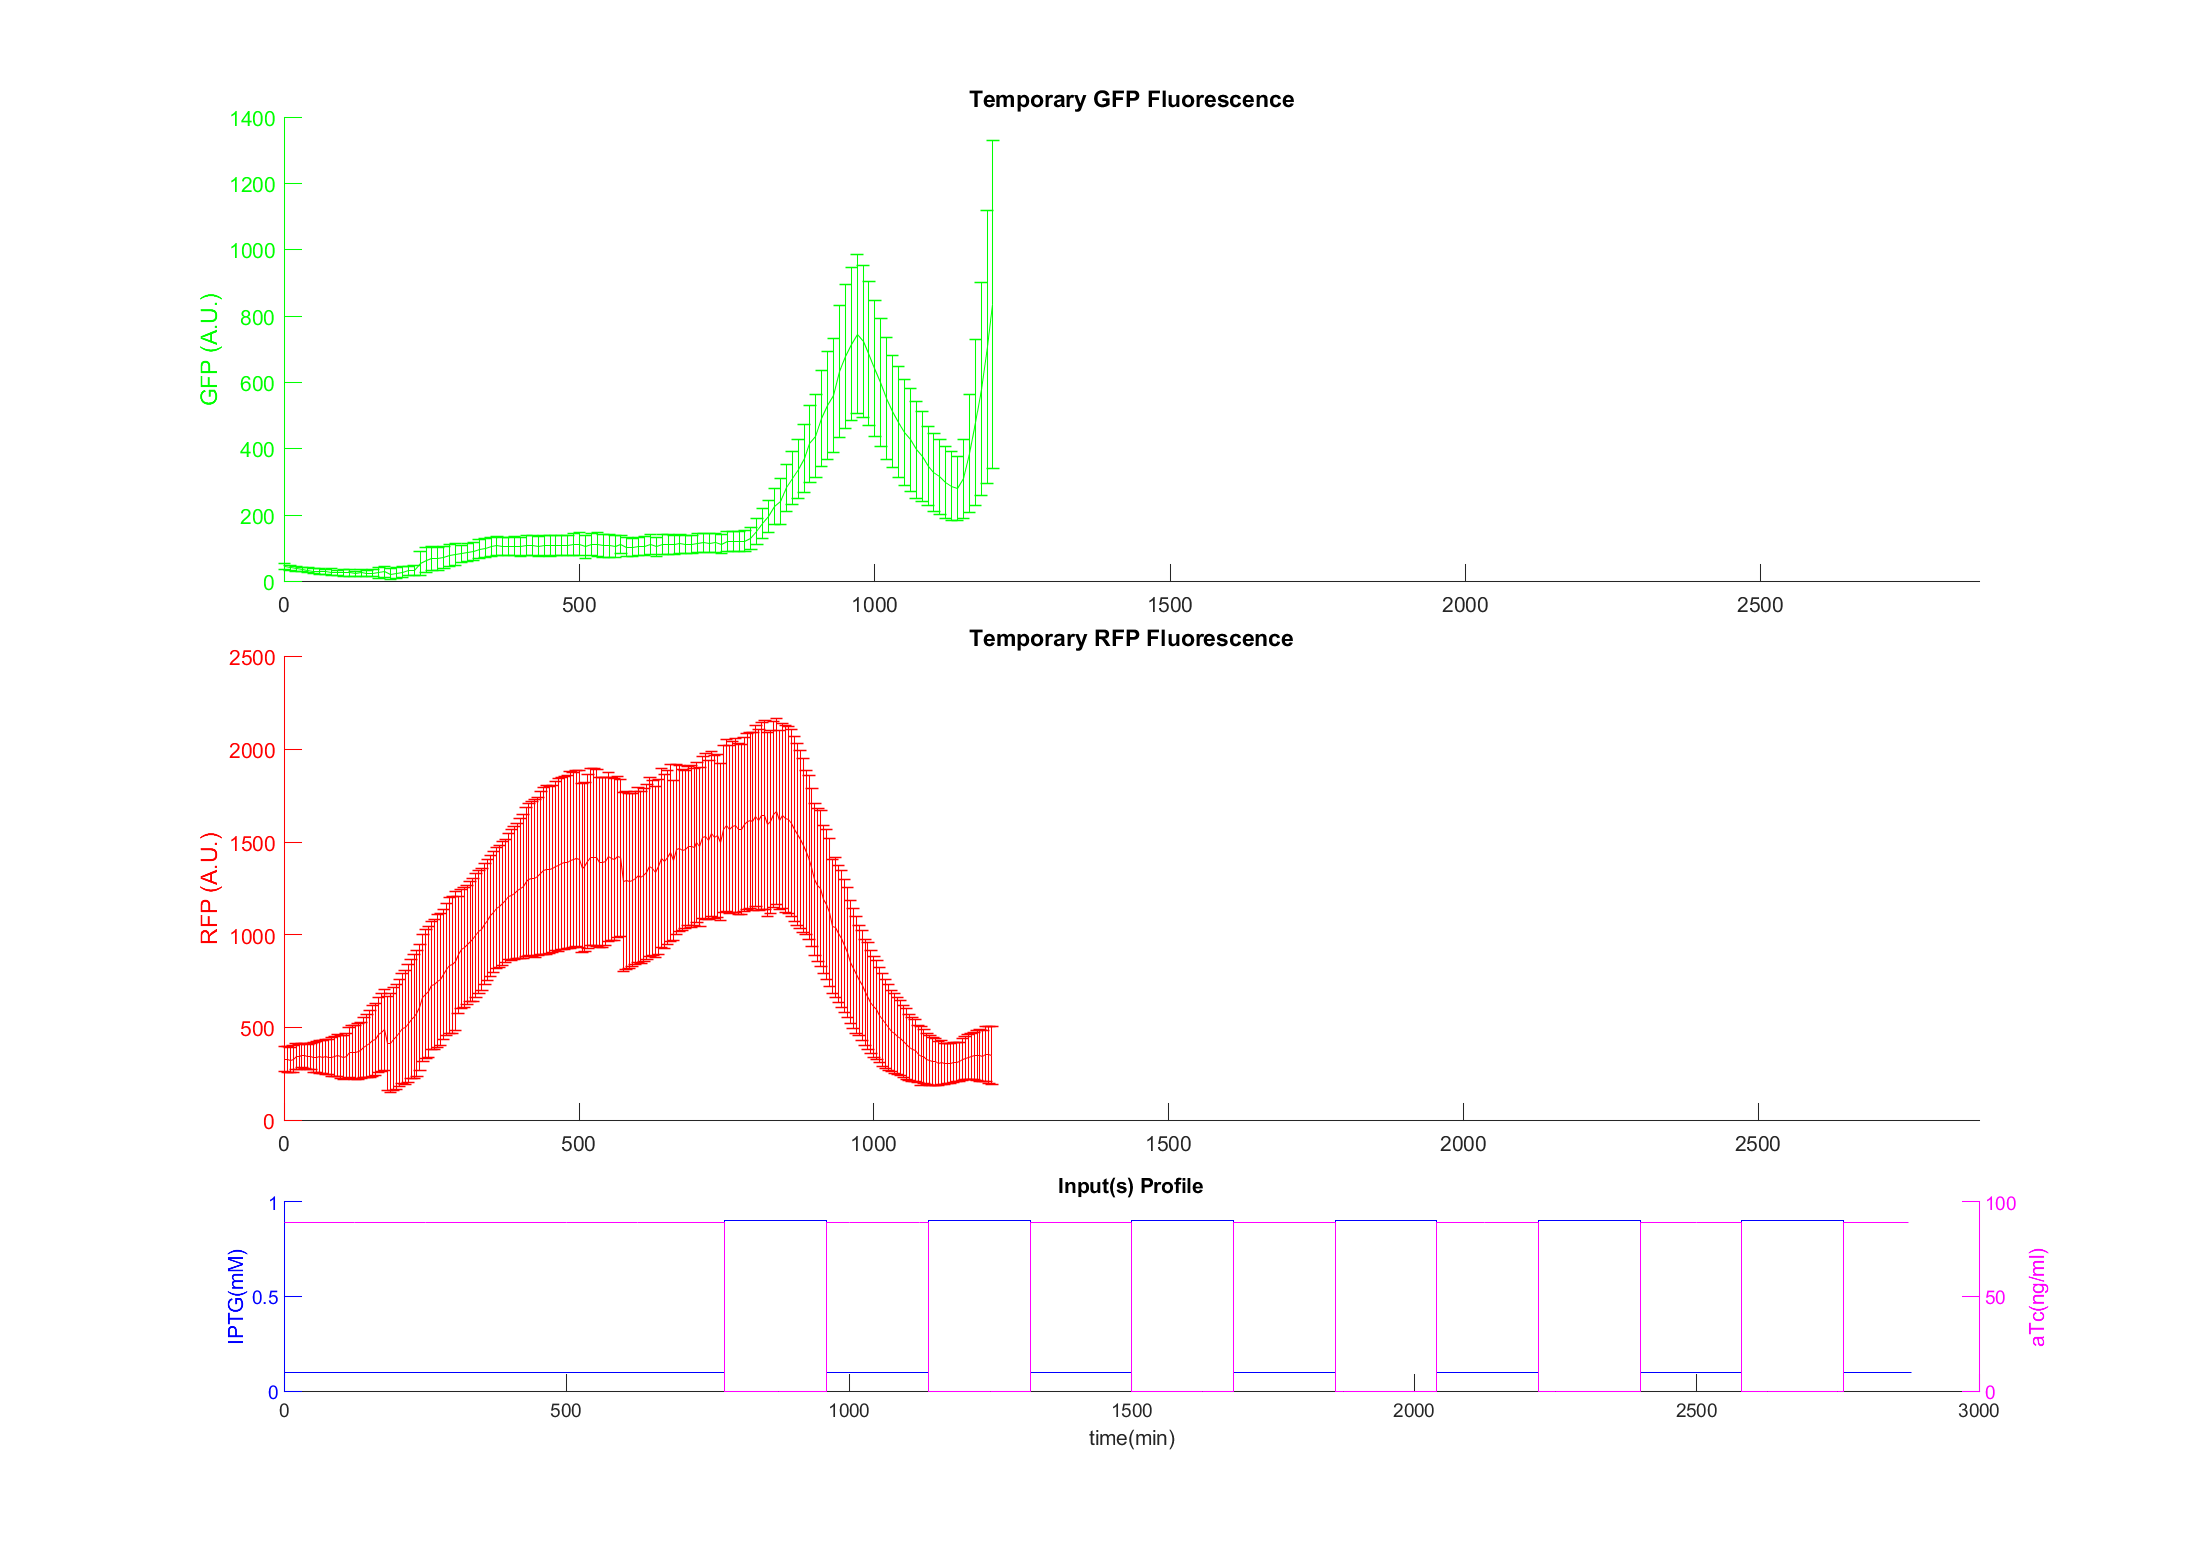 Temporary GFP Fluorescence
1400
1200
1000
800
600
400
200
0
GFP (A.U.)
0 500 1000 1500 2000 2500
Temporary RFP Fluorescence
2500
2000
1500
1000
500
0
RFP (A.U.)
0 500 1000 1500 2000 2500
Input(s) Profile
1
0.5
0
IPTG(mM)
100
50
0
aTc(ng/ml)
0 500 1000 1500 2000 2500 3000
time(min)